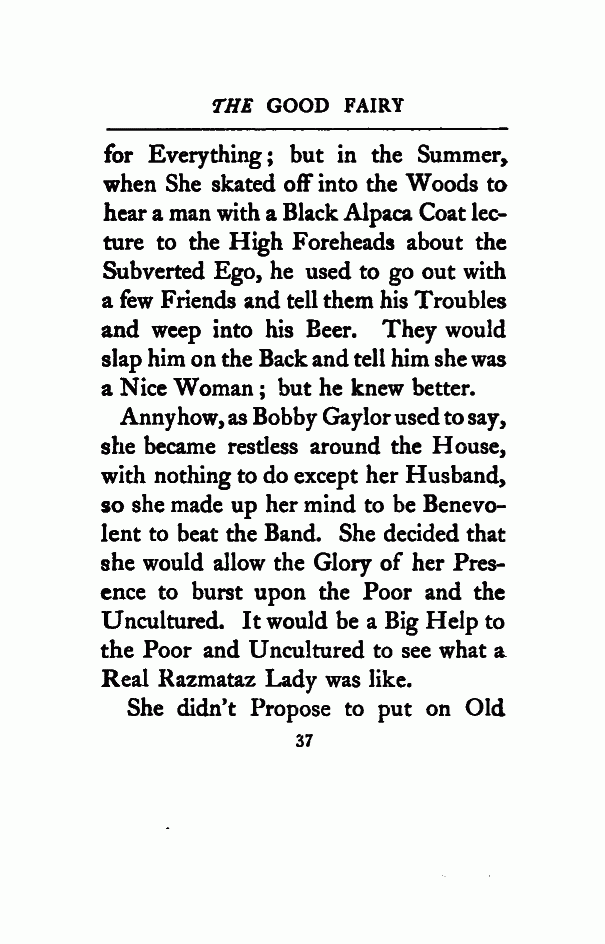 THE GOOD FAIRY
for Everything; but in the Summer,
when She skated off into the Woods to
hear a man with a Black Alpaca Coat lec-
ture to the High Foreheads about the
Subverted Ego, he used to go out with
a few Friends and tell them his Troubles
and weep into his Beer. They would
slap him on the Back and tell him she was
a Nice Woman; but he knew better.
Annyhow, as Bobby Gaylor used to say,
she became restless around the House,
with nothing to do except her Husband,
so she made up her mind to be Benevo-
lent to beat the Band. She decided that
she would allow the Glory of her Pres-
ence to burst upon the Poor and the
Uncultured. It would be a Big Help to
the Poor and Uncultured to see what a
Real Razmataz Lady was like.
She didn't Propose to put on Old
37